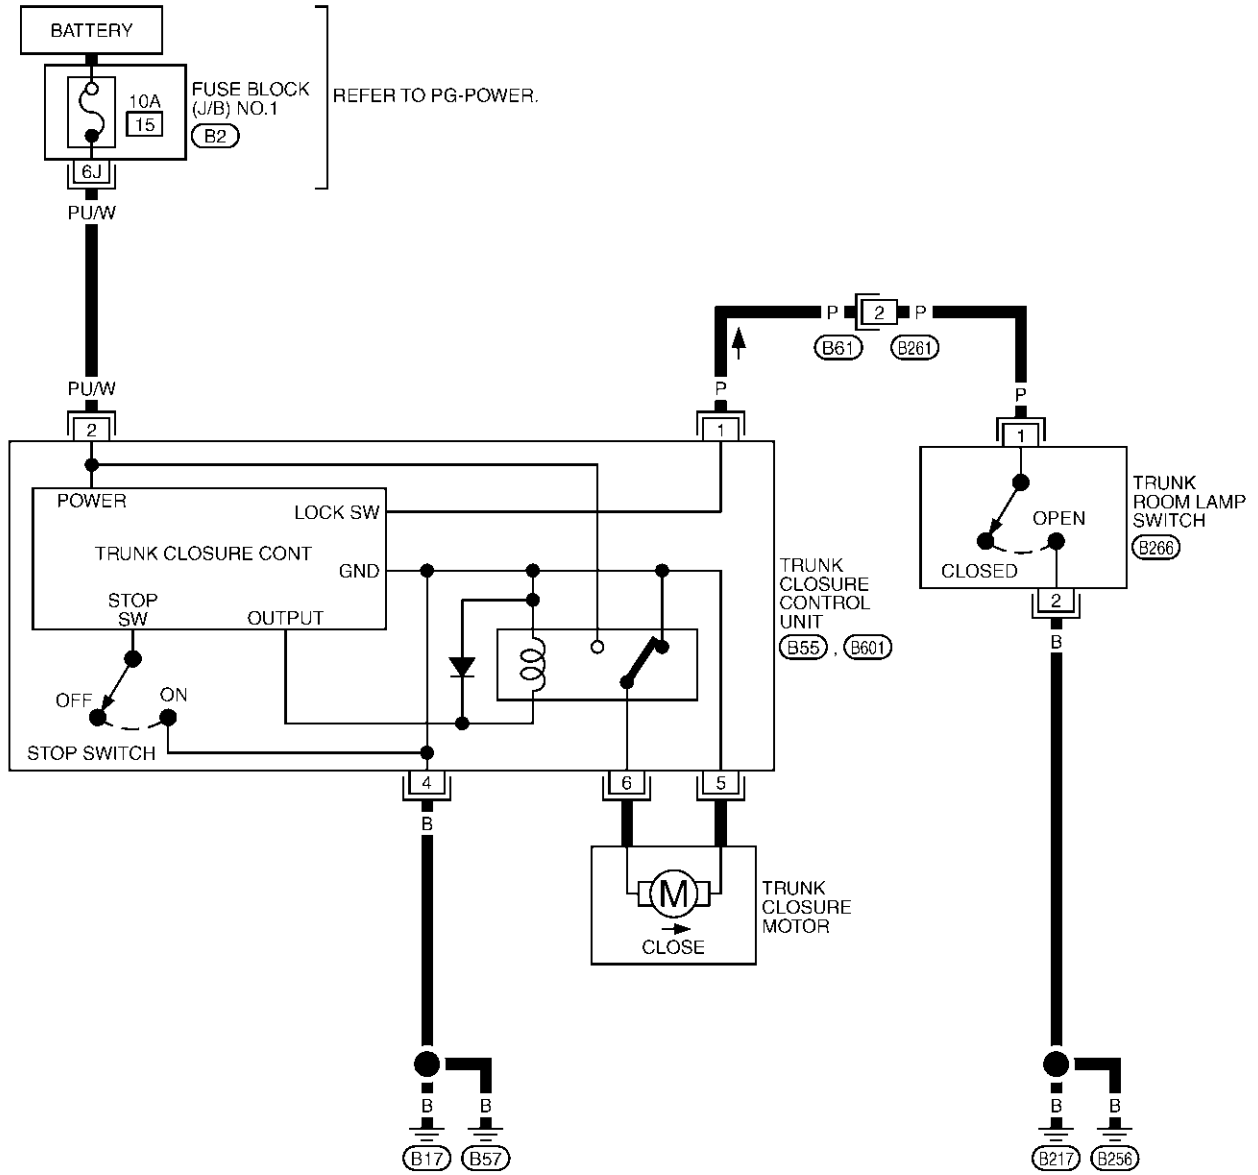 BATTERY
10A
15
FUSE BLOCK
(J/B) NO.1
B2
REFER TO PG-POWER.
6J
PU/W
PU/W
2
P
2
P
B61
B261
P
1
P
1
POWER
LOCK SW
TRUNK CLOSURE CONT
GND
STOP
SW
OUTPUT
OFF
ON
STOP SWITCH
TRUNK
CLOSURE
CONTROL
UNIT
B55 , B601
OPEN
CLOSED
TRUNK
ROOM LAMP
SWITCH
B266
2
B
4
6
5
B
M
CLOSE
TRUNK
CLOSURE
MOTOR
B
B
B17
B57
B
B
B217
B256